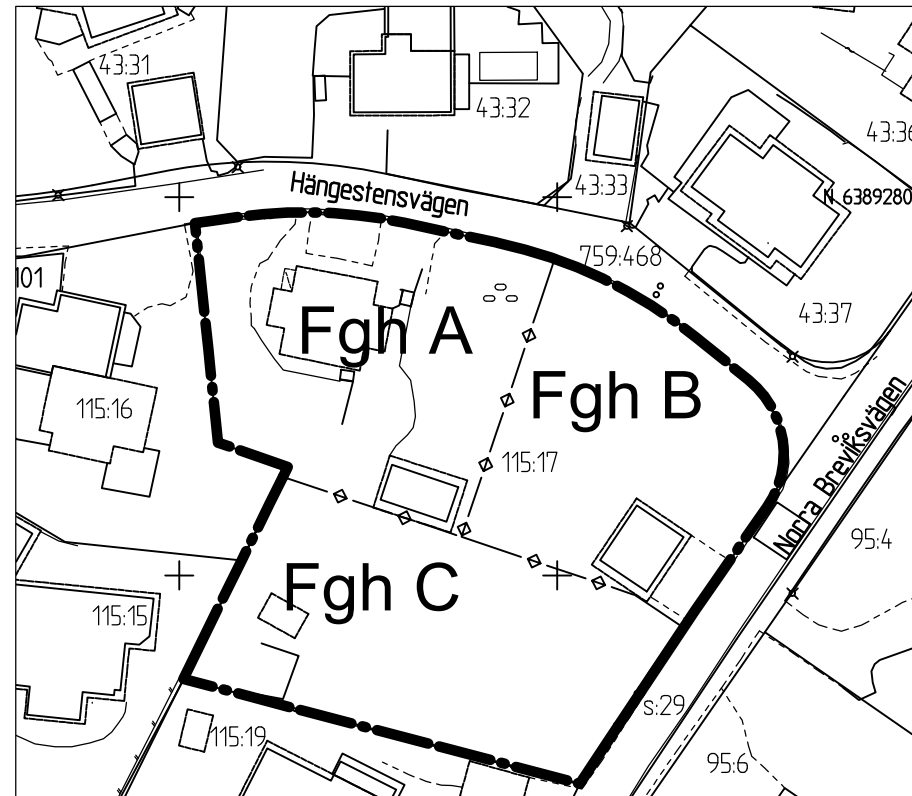 43:31
43:32
43:36
43:33
Hängestensvägen
N 6389280
759:468
101
43:37
Fgh A
Fgh B
115:16
115:17
Norra Breviksvägen
95:4
Fgh C
115:15
s:29
115:19
95:6